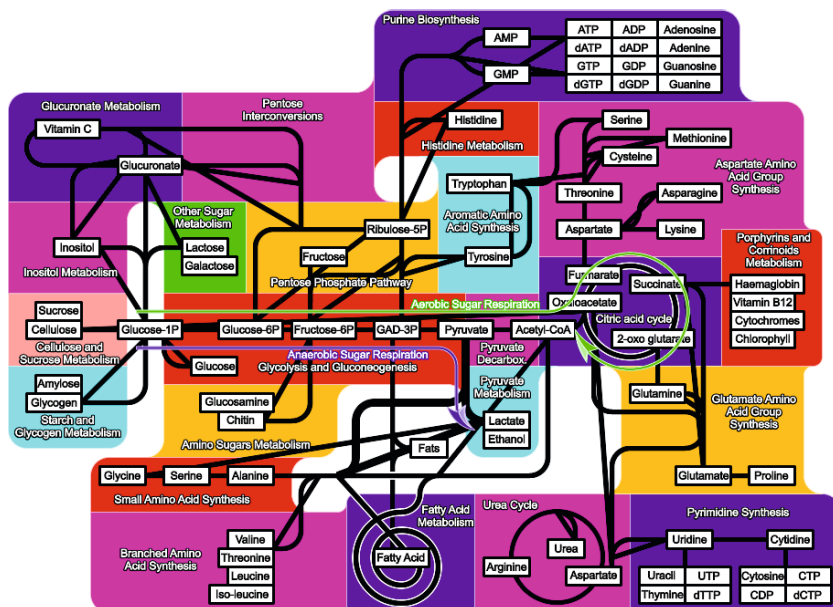 Purine Biosynthesis
AMP
GMP
ATP ADP Adenosine
dATP dADP Adenine
GTP GDP Guanosine
dGTP dGDP Guanine
Glucuronate Metabolism
Vitamin C
Glucuronate
Pentose
Interconversions
Histidine
Histidine Metabolism
Serine
Methionine
Cysteine
Aspartate Amino
Acid Group
Synthesis
Threonine
Asparagine
Aspartate
Lysine
Tryptophan
Aromatic Amino
Acid Synthesis
Tyrosine
Other Sugar
Metabolism
Lactose
Galactose
Inositol
Inositol Metabolism
Ribulose-5P
Fructose
Pentose Phosphate Pathway
Porphyrins and
Corrinoids
Metabolism
Haemaglobin
Vitamin B12
Cytochromes
Chlorophyll
Fumarate
Succinate
Oxaloacetate
Citric acid cycle
2-oxo glutarate
Aerobic Sugar Respiration
Sucrose
Cellulose
Cellulose and
Sucrose Metabolism
Glucose-1P
Glucose-6P
Fructose-6P
GAD-3P
Pyruvate
Acetyl-CoA
Anaerobic Sugar Respiration
Glycolysis and Gluconeogenesis
Pyruvate
Decarbox.
Glucose
Amylose
Glycogen
Starch and
Glycogen Metabolism
Glucosamine
Chitin
Amino Sugars Metabolism
Pyruvate
Metabolism
Lactate
Ethanol
Fats
Glutamine
Glutamate Amino
Acid Group
Synthesis
Glutamate
Proline
Glycine
Serine
Alanine
Small Amino Acid Synthesis
Branched Amino
Acid Synthesis
Valine
Threonine
Leucine
Iso-leucine
Fatty Acid
Metabolism
Fatty Acid
Urea Cycle
Urea
Arginine
Aspartate
Pyrimidine Synthesis
Uridine
Cytidine
Uracil UTP
Thymine dTTP
Cytosine CTP
CDP dCTP